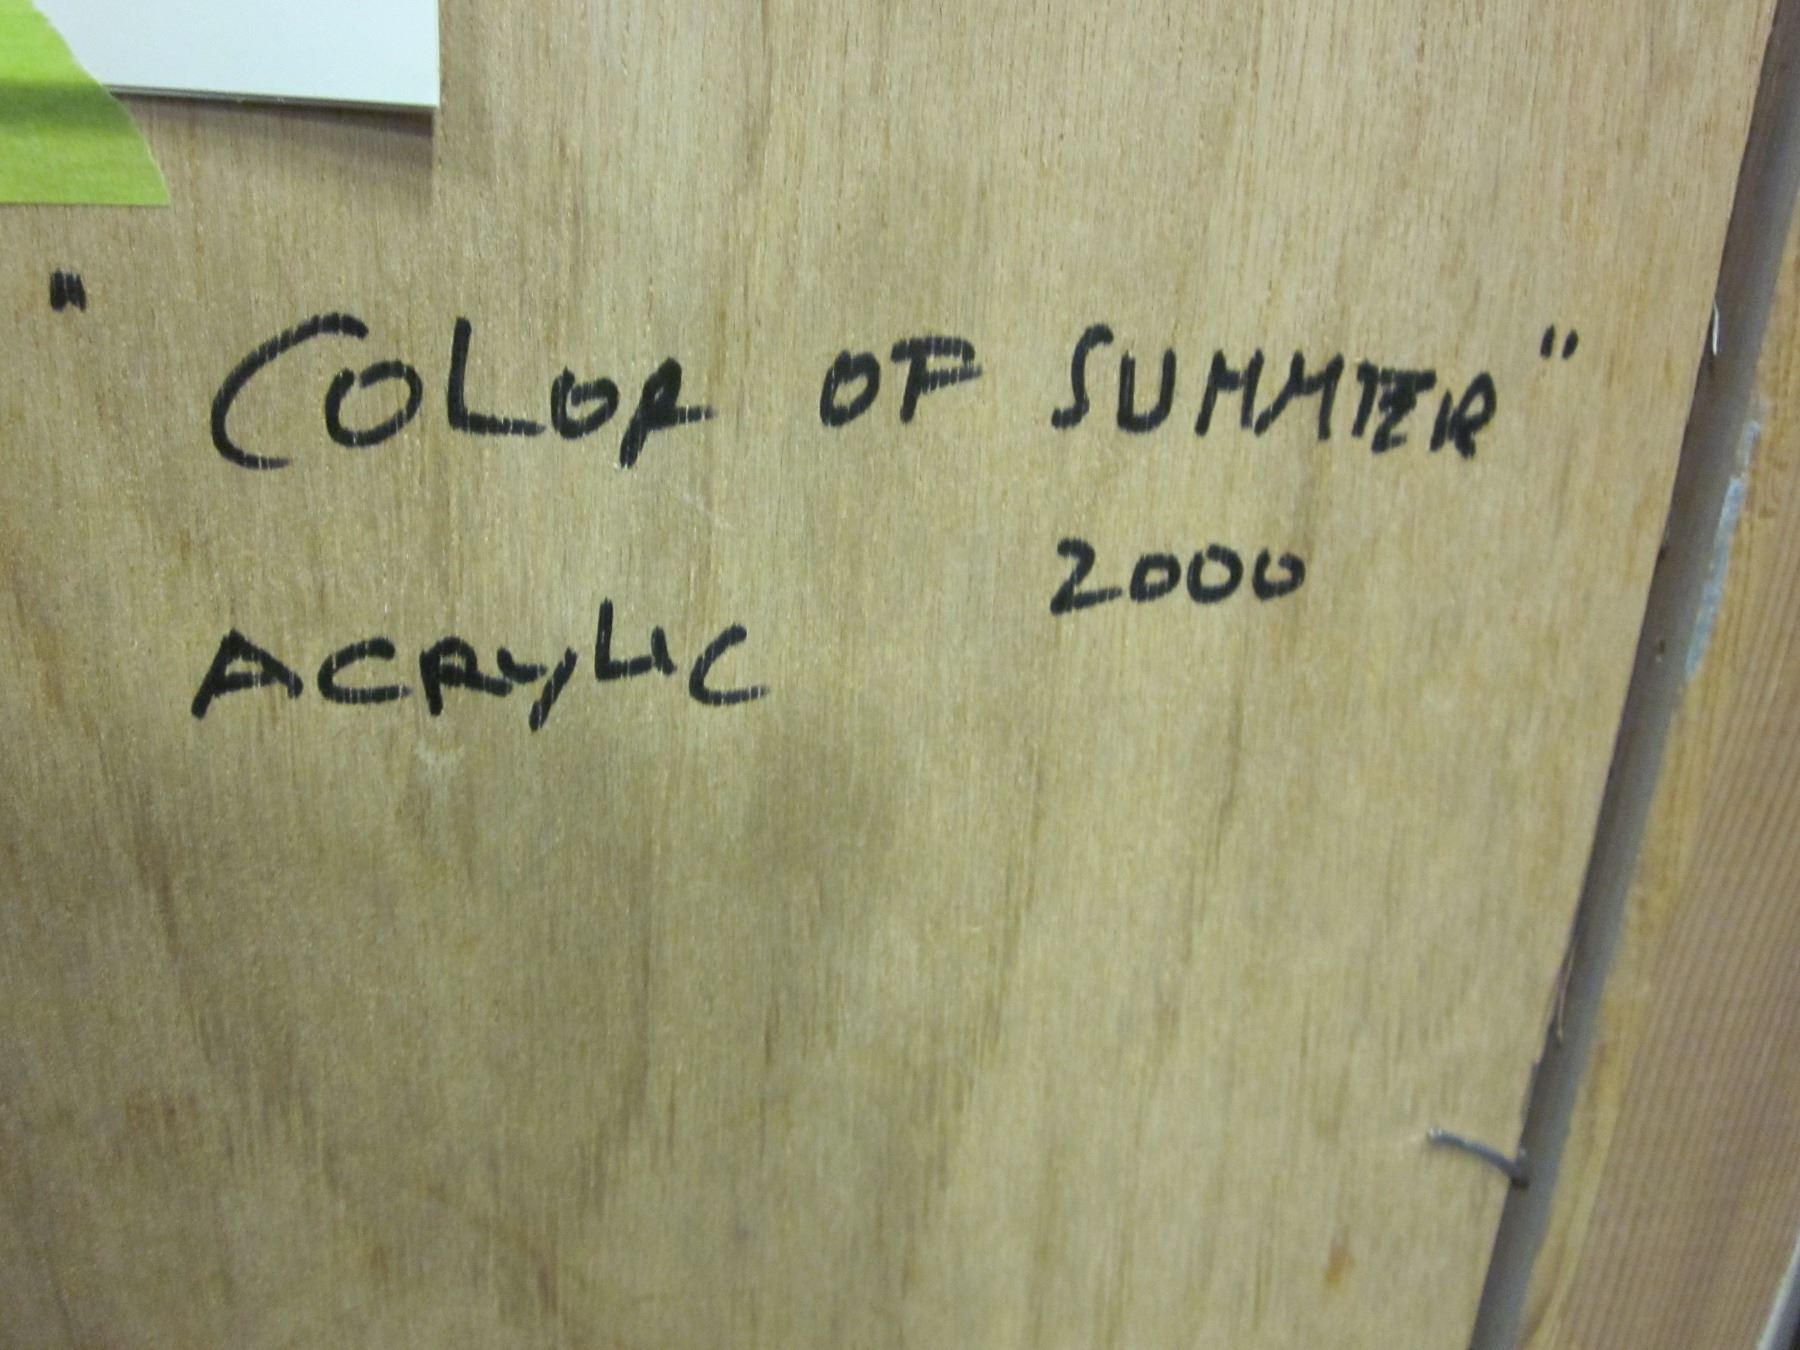 "COLOR OF SUMMER"
2000
ACRYLIC